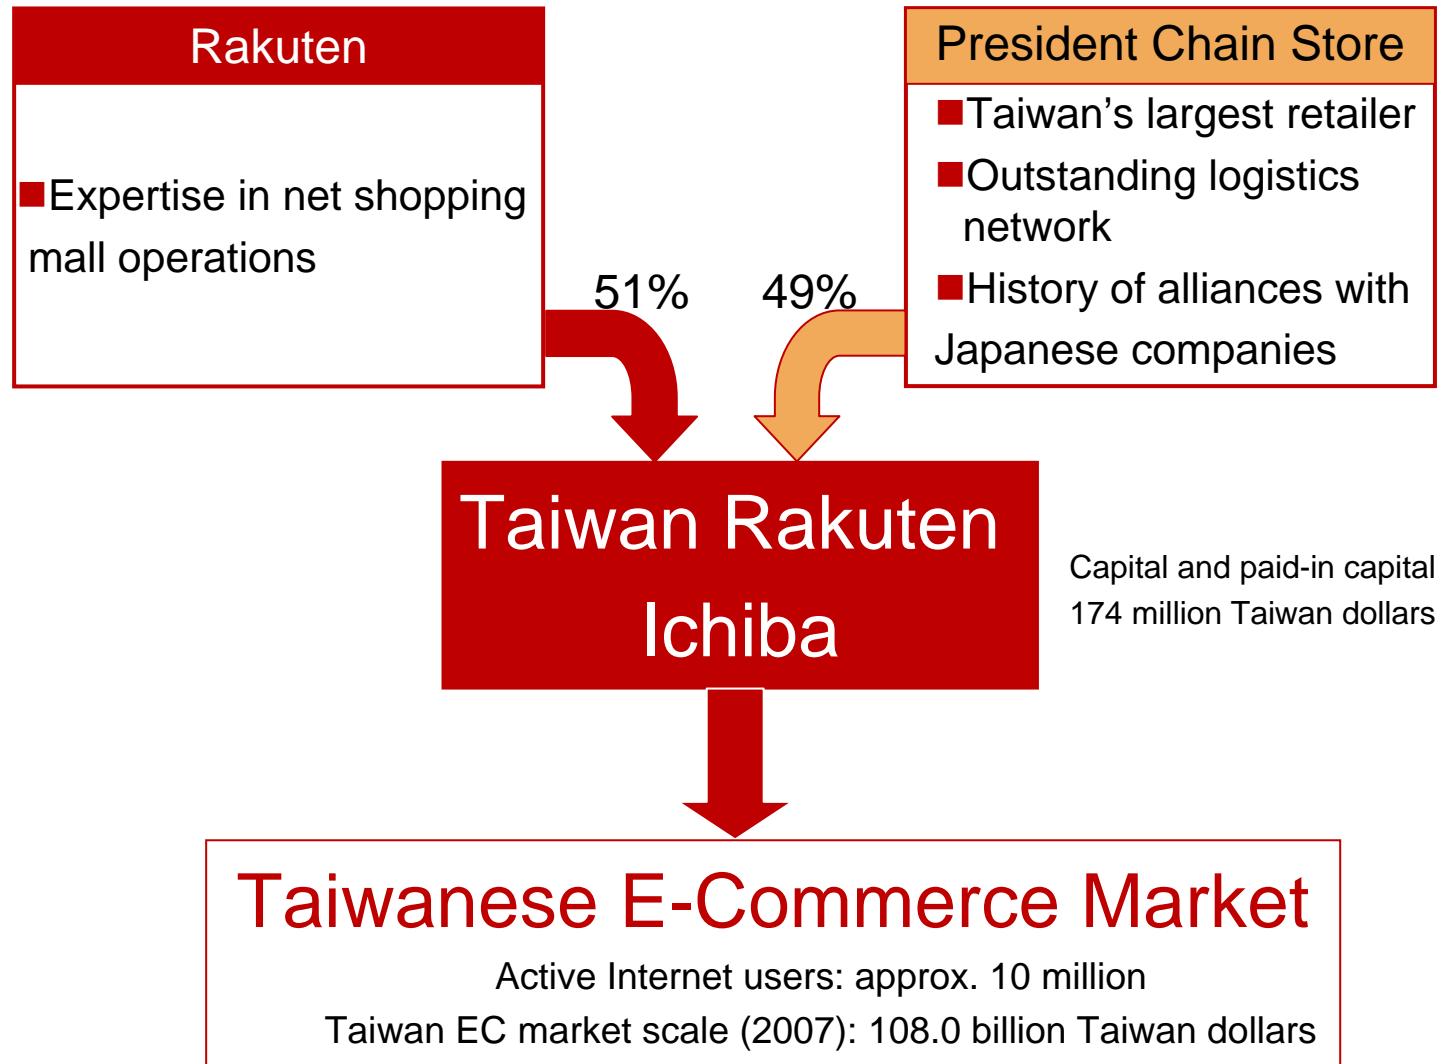 Rakuten
■Expertise in net shopping
mall operations
President Chain Store
■Taiwan’s largest retailer
■Outstanding logistics
network
■History of alliances with
Japanese companies
51%
49%
Taiwan Rakuten
Ichiba
Capital and paid-in capital
174 million Taiwan dollars
Taiwanese E-Commerce Market
Active Internet users: approx. 10 million
Taiwan EC market scale (2007): 108.0 billion Taiwan dollars